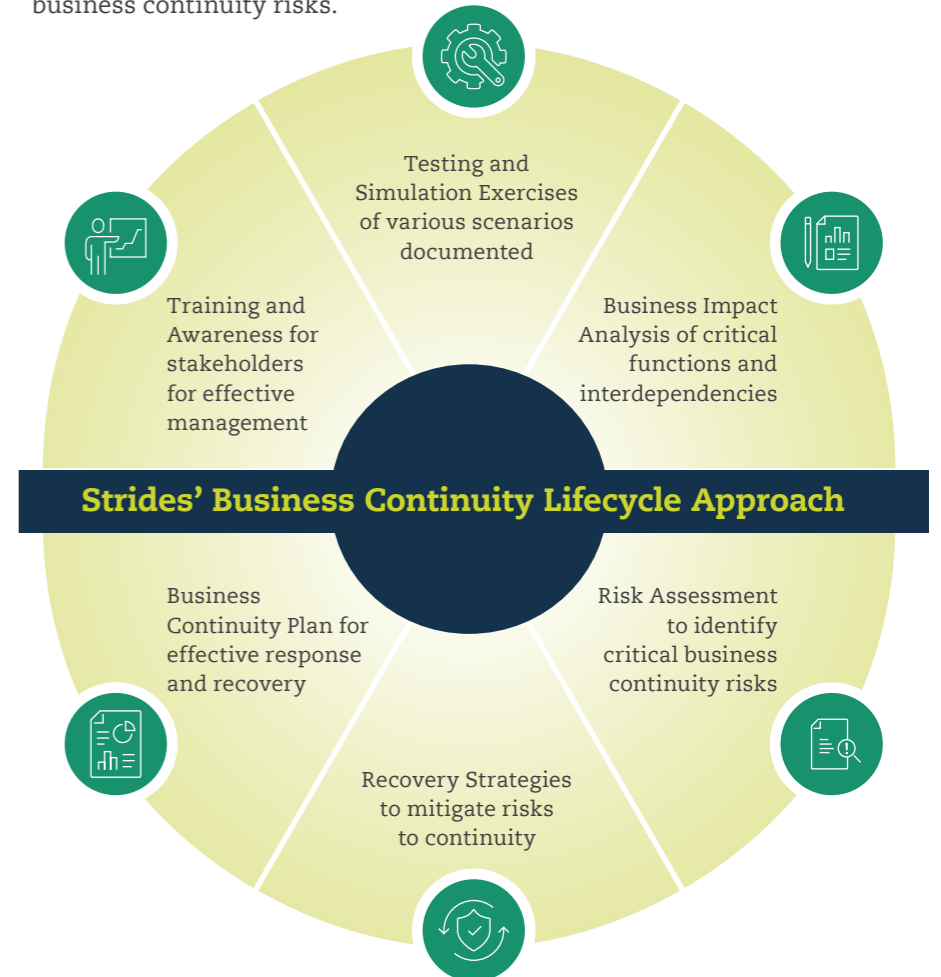 business continuity risks.
Testing and
Simulation Exercises
of various scenarios
documented
Training and
Awareness for
stakeholders
for effective
management
Business Impact
Analysis of critical
functions and
interdependencies
Strides’ Business Continuity Lifecycle Approach
Business
Continuity Plan for
effective response
and recovery
Risk Assessment
to identify
critical business
continuity risks
Recovery Strategies
to mitigate risks
to continuity